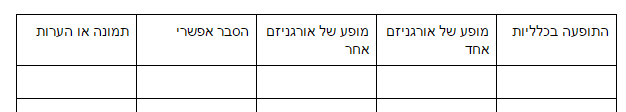 התופעה בכלליות
מופע של אורגניזם
אחד
מופע של אורגניזם
אחר
הסבר אפשרי
תמונה או הערות